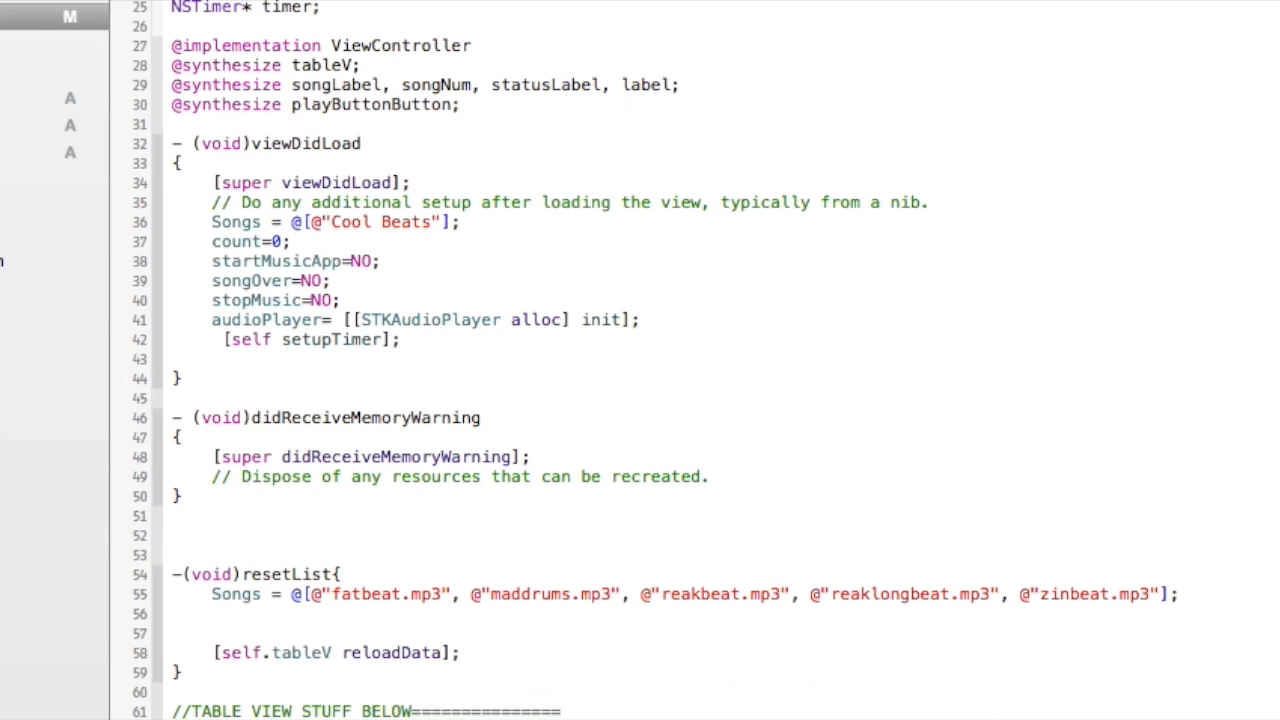 M
25 NSTimer* timer;
26
27 @implementation ViewController
28 @synthesize tableV;
29 @synthesize songLabel, songNum, statusLabel, label;
A
30 @synthesize playButtonButton;
A
31
32 - (void)viewDidLoad
A
33 {
34     [super viewDidLoad];
35     // Do any additional setup after loading the view, typically from a nib.
36     Songs = @[@"Cool Beats"];
37     count=0;
38     startMusicApp=NO;
39     songOver=NO;
40     stopMusic=NO;
41     audioPlayer= [[STKAudioPlayer alloc] init];
42      [self setupTimer];
43
44 }
45
46 - (void)didReceiveMemoryWarning
47 {
48     [super didReceiveMemoryWarning];
49     // Dispose of any resources that can be recreated.
50 }
51
52
53
54 -(void)resetList{
55     Songs = @[@"fatbeat.mp3", @"maddrums.mp3", @"reakbeat.mp3", @"reaklongbeat.mp3", @"zinbeat.mp3"];
56
57
58     [self.tableV reloadData];
59 }
60
61 //TABLE VIEW STUFF BELOW===============